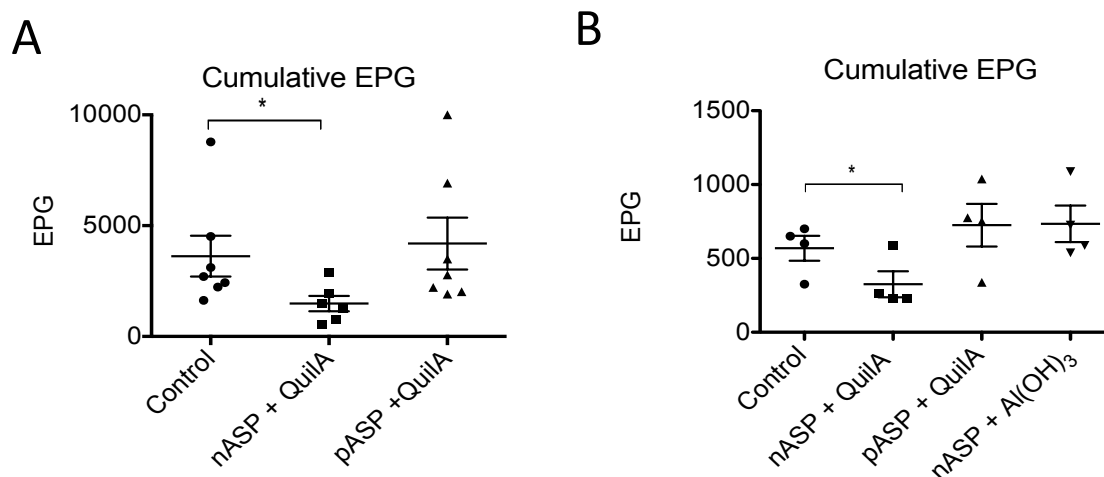 A
Cumulative EPG
*
10000
5000
0
EPG
Control
nASP + QuilA
pASP +QuilA
B
Cumulative EPG
*
1500
1000
500
0
EPG
Control
nASP + QuilA
pASP + QuilA
nASP + Al(OH)₃